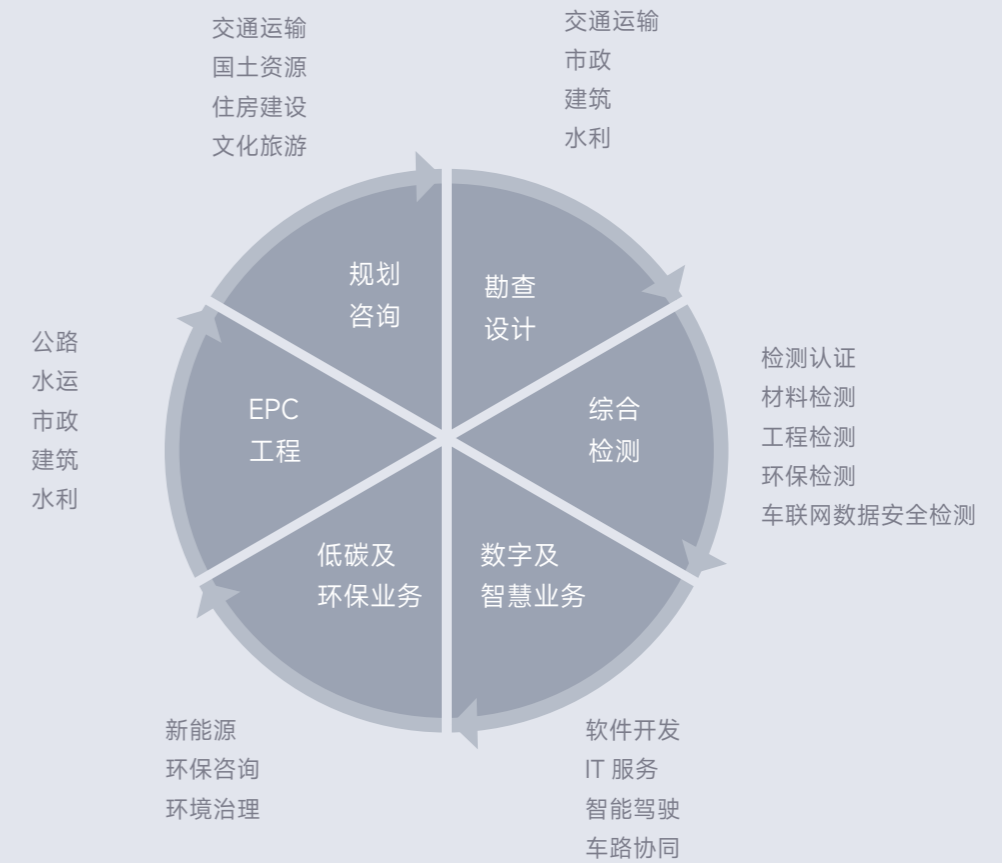 交通运输
国土资源
住房建设
文化旅游
交通运输
市政
建筑
水利
规划
咨询
勘查
设计
公路
水运
市政
建筑
水利
EPC
工程
综合
检测
检测认证
材料检测
工程检测
环保检测
车联网数据安全检测
低碳及
环保业务
数字及
智慧业务
新能源
环保咨询
环境治理
软件开发
IT 服务
智能驾驶
车路协同